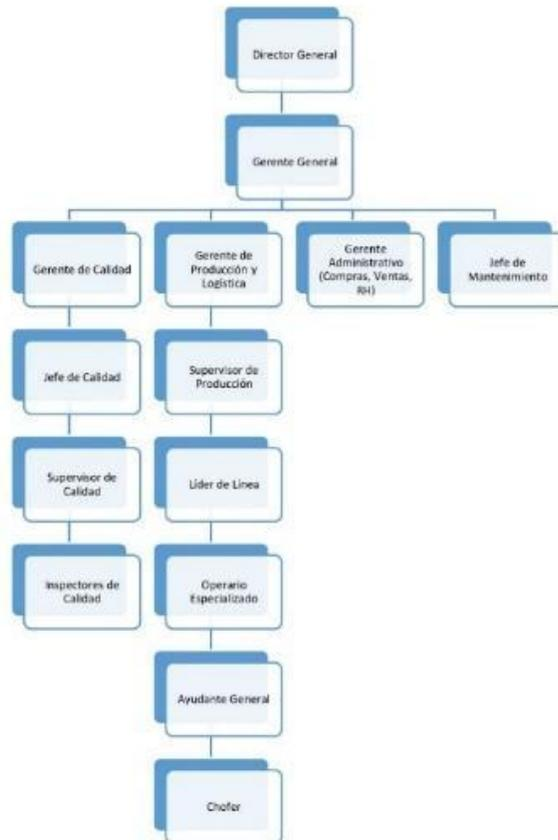 Director General
Gerente General
Gerente de Calidad
Gerente de
Producción y
Logística
Gerente
Administrativo
(Compras, Ventas,
RH)
Jefe de
Mantenimiento
Jefe de Calidad
Supervisor de
Producción
Supervisor de
Calidad
Líder de Línea
Inspectores de
Calidad
Operario
Especializado
Ayudante General
Chofer